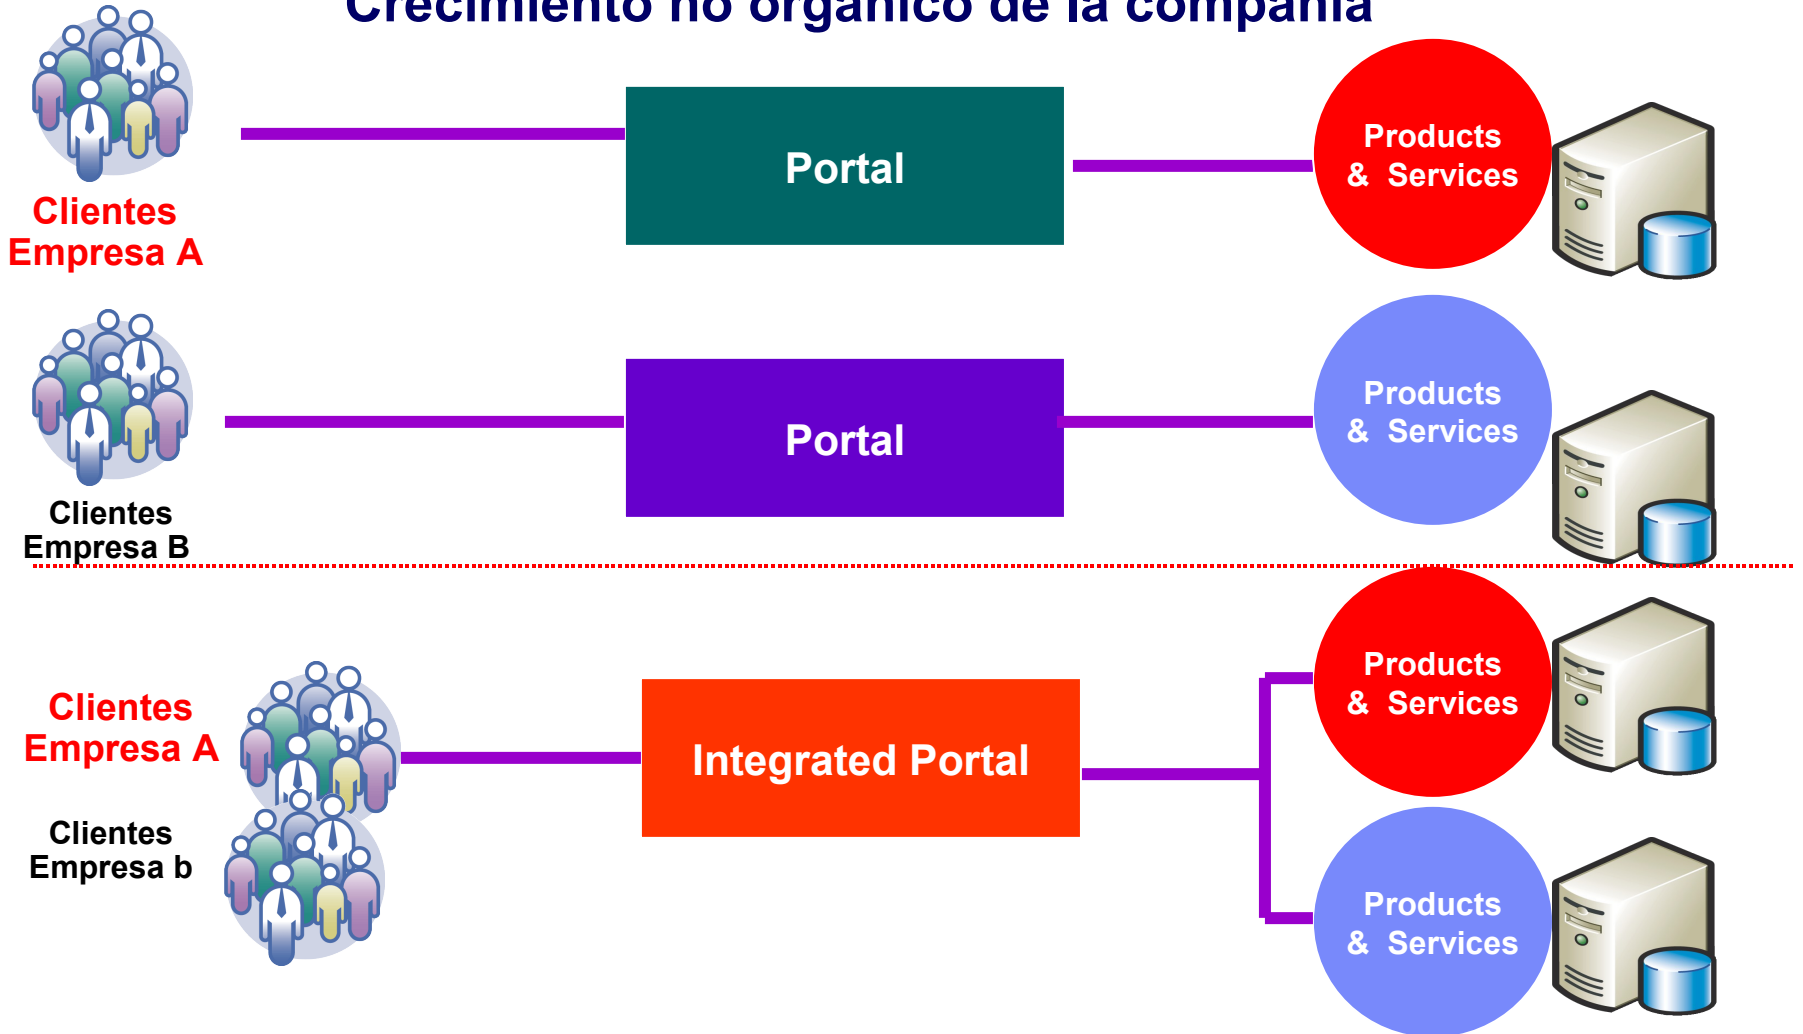 Crecimiento no orgánico de la compañía
Portal
Products
& Services
Clientes
Empresa A
Portal
Products
& Services
Clientes
Empresa B
Clientes
Empresa A
Integrated Portal
Products
& Services
Clientes
Empresa b
Products
& Services